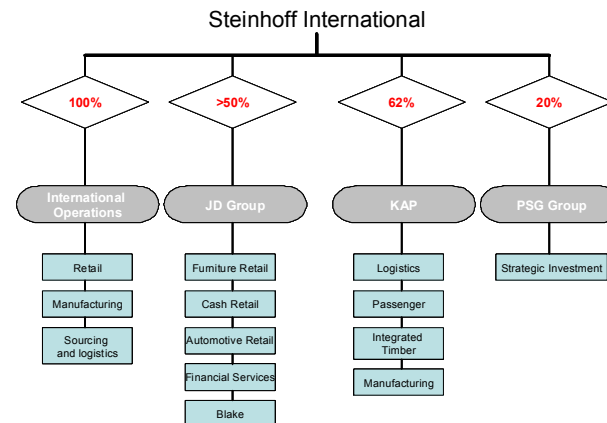 Steinhoff International
100%
>50%
62%
20%
International
Operations
JD Group
KAP
PSG Group
Retail
Manufacturing
Sourcing
and logistics
Furniture Retail
Cash Retail
Automotive Retail
Financial Services
Blake
Logistics
Passenger
Integrated
Timber
Manufacturing
Strategic Investment